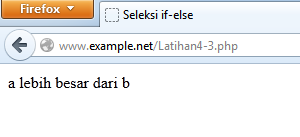 Firefox
Seleksi if-else
www.example.net/Latihan4-3.php
a lebih besar dari b